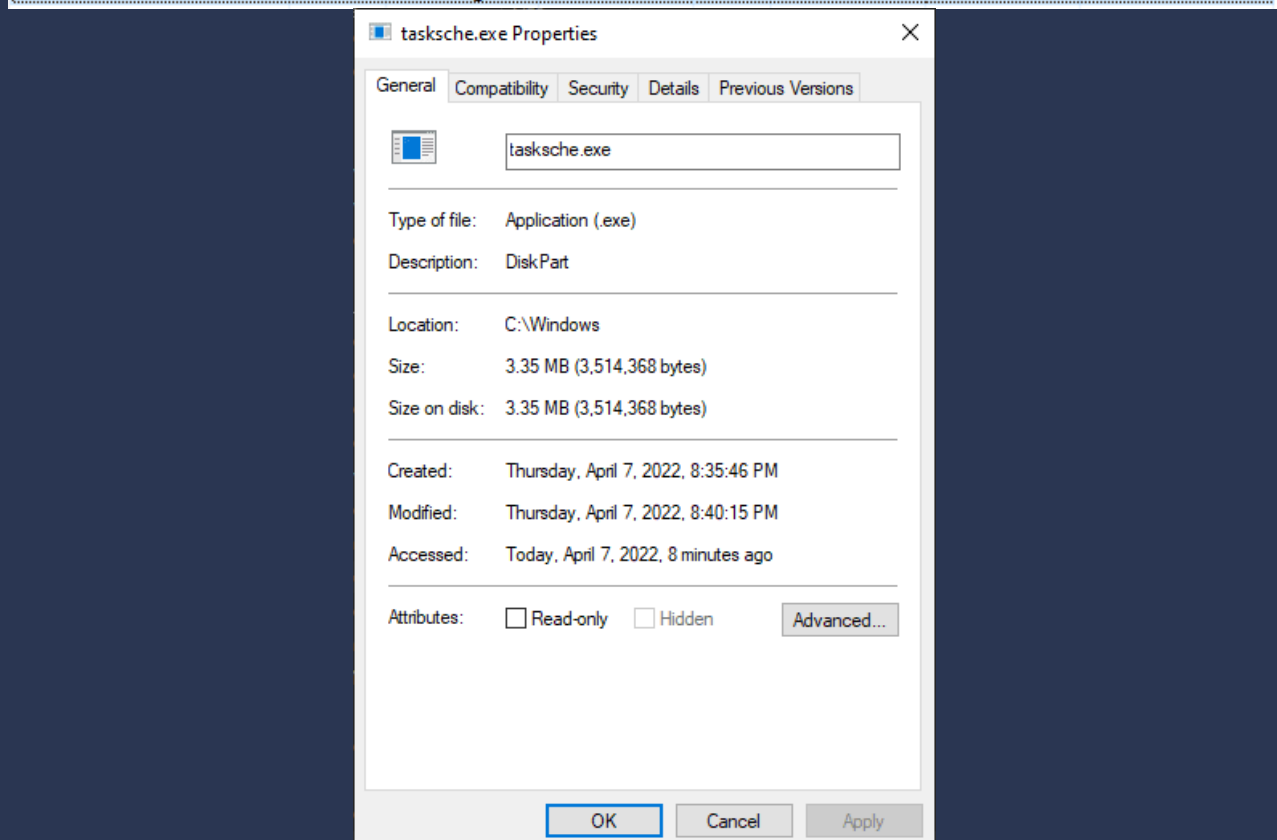 tasksche.exe Properties
General Compatibility Security Details Previous Versions
tasksche.exe
Type of file: Application (.exe)
Description: DiskPart
Location: C:\Windows
Size: 3.35 MB (3,514,368 bytes)
Size on disk: 3.35 MB (3,514,368 bytes)
Created: Thursday, April 7, 2022, 8:35:46 PM
Modified: Thursday, April 7, 2022, 8:40:15 PM
Accessed: Today, April 7, 2022, 8 minutes ago
Attributes: Read-only Hidden Advanced...
OK Cancel Apply